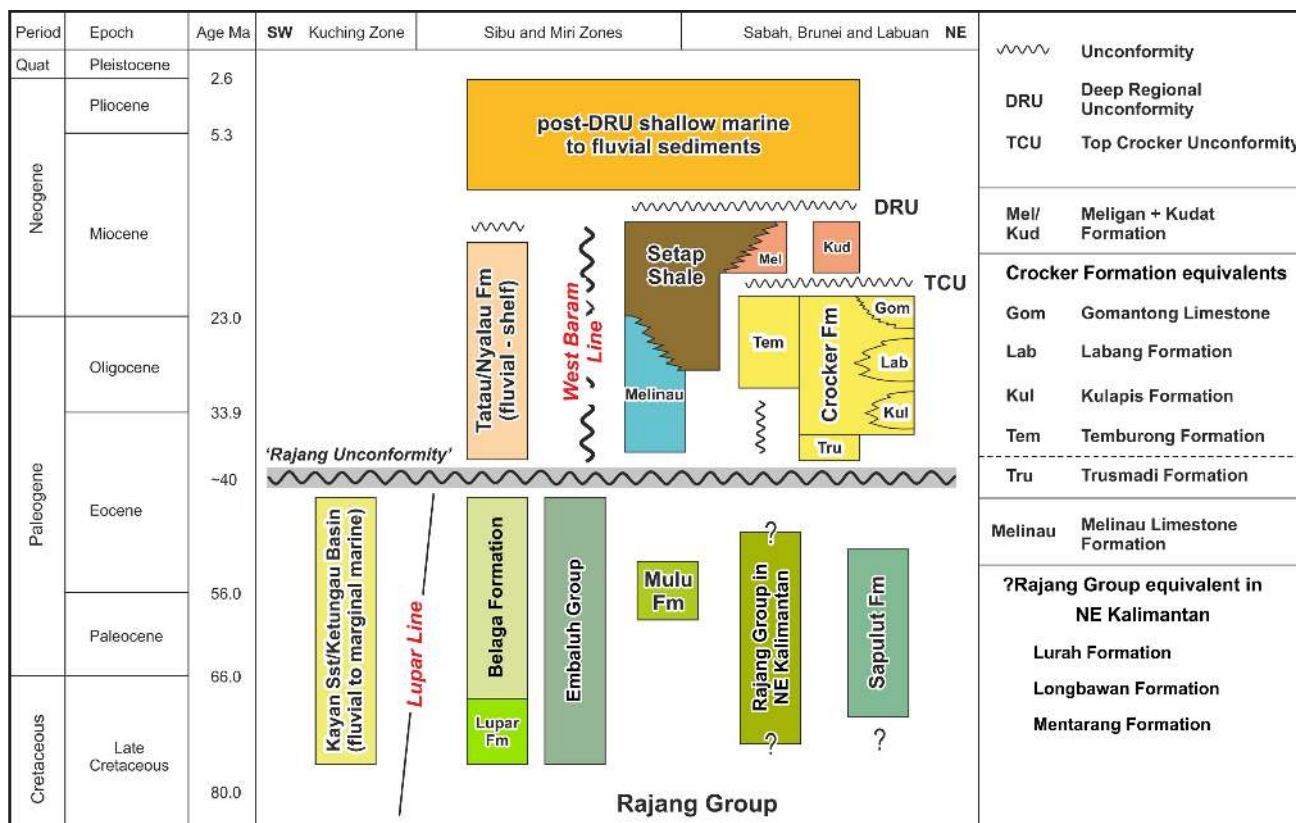 Period Epoch Age Ma SW Kuching Zone Sibu and Miri Zones Sabah, Brunei and Labuan NE
Quat Pleistocene
2.6
Pliocene
5.3
Neogene
Miocene
23.0
Oligocene
33.9
Paleogene
~40
Eocene
56.0
Paleocene
66.0
Cretaceous
Late
Cretaceous
80.0
post-DRU shallow marine
to fluvial sediments
DRU
Setap
Shale
Mel
Kud
TCU
Tatau/Nyalau Fm
(fluvial - shelf)
West Baram
Line
Melinau
Tem
Crocker Fm
Gom
Lab
Kul
Tru
'Rajang Unconformity'
Kayan Sst/Ketungau Basin
(fluvial to marginal marine)
Lupar Line
Belaga Formation
Lupar
Fm
Embaluh Group
Mulu
Fm
?
Rajang Group in
NE Kalimantan
?
Sapulut Fm
?
Rajang Group
Unconformity
DRU Deep Regional
Unconformity
TCU Top Crocker Unconformity
Mel/ Meligan + Kudat
Kud Formation
Crocker Formation equivalents
Gom Gomantong Limestone
Lab Labang Formation
Kul Kulapis Formation
Tem Temburong Formation
Tru Trusmadi Formation
Melinau Melinau Limestone
Formation
?Rajang Group equivalent in
NE Kalimantan
Lurah Formation
Longbawan Formation
Mentarang Formation